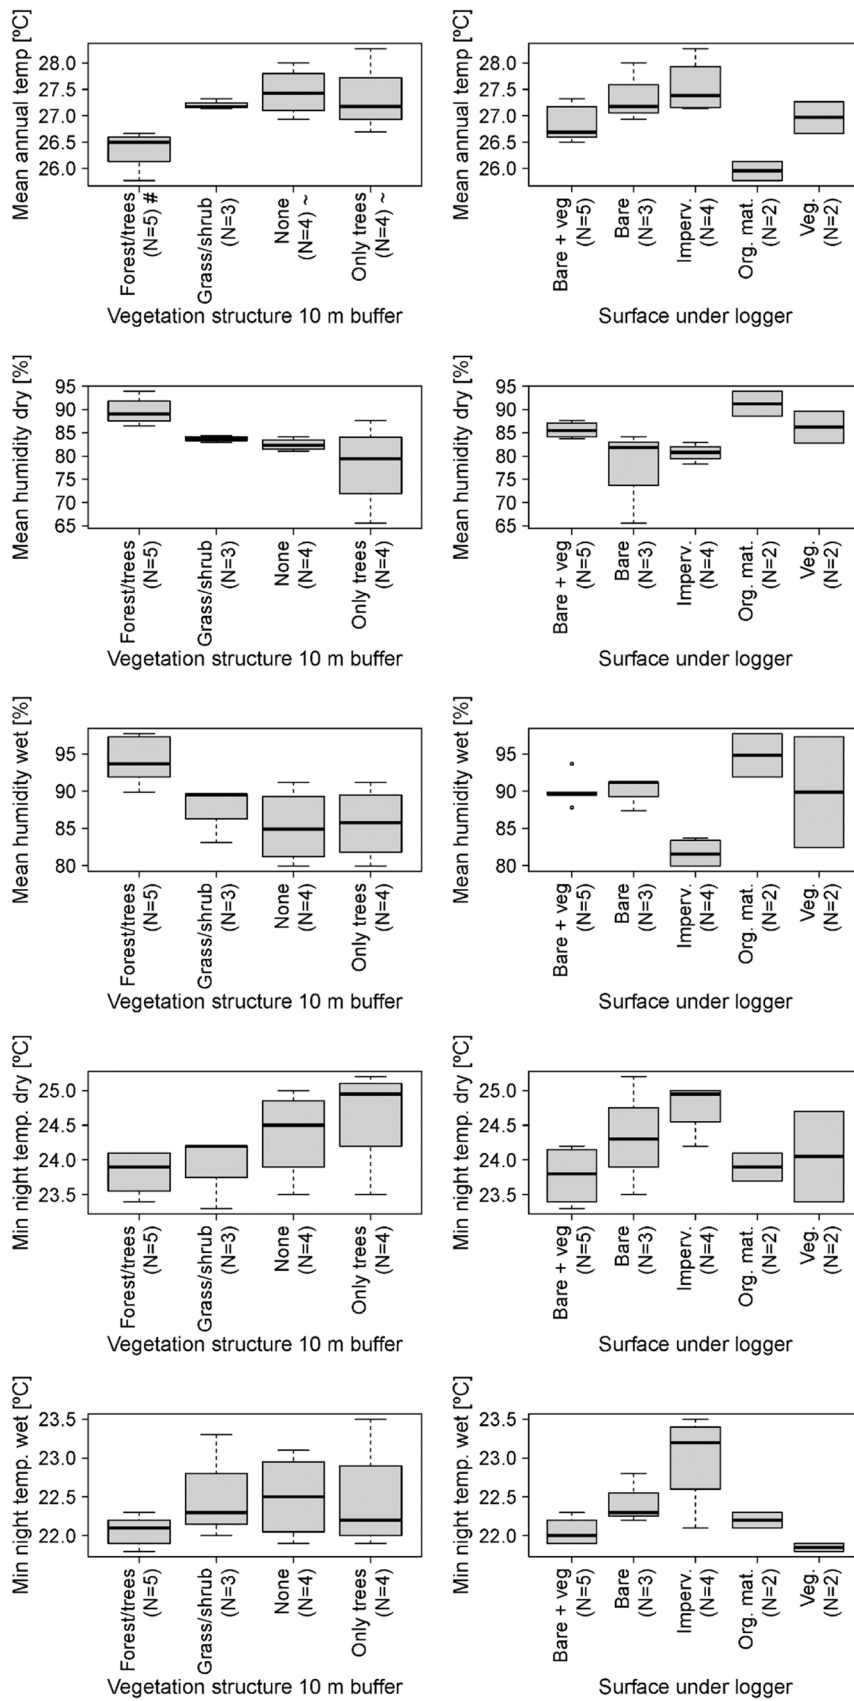 Mean annual temp [ºC]
28.0
27.5
27.0
26.5
26.0
Forest/trees
(N=5) #
Grass/shrub
(N=3)
None
(N=4) ~
Only trees
(N=4) ~
Vegetation structure 10 m buffer
Mean annual temp [ºC]
28.0
27.5
27.0
26.5
26.0
Bare + veg
(N=5)
Bare
(N=3)
Imperv.
(N=4)
Org. mat.
(N=2)
Veg.
(N=2)
Surface under logger
Mean humidity dry [%]
95
90
85
80
75
70
65
Forest/trees
(N=5)
Grass/shrub
(N=3)
None
(N=4)
Only trees
(N=4)
Vegetation structure 10 m buffer
Mean humidity dry [%]
95
90
85
80
75
70
65
Bare + veg
(N=5)
Bare
(N=3)
Imperv.
(N=4)
Org. mat.
(N=2)
Veg.
(N=2)
Surface under logger
Mean humidity wet [%]
95
90
85
80
Forest/trees
(N=5)
Grass/shrub
(N=3)
None
(N=4)
Only trees
(N=4)
Vegetation structure 10 m buffer
Mean humidity wet [%]
95
90
85
80
Bare + veg
(N=5)
Bare
(N=3)
Imperv.
(N=4)
Org. mat.
(N=2)
Veg.
(N=2)
Surface under logger
Min night temp. dry [ºC]
25.0
24.5
24.0
23.5
Forest/trees
(N=5)
Grass/shrub
(N=3)
None
(N=4)
Only trees
(N=4)
Vegetation structure 10 m buffer
Min night temp. dry [ºC]
25.0
24.5
24.0
23.5
Bare + veg
(N=5)
Bare
(N=3)
Imperv.
(N=4)
Org. mat.
(N=2)
Veg.
(N=2)
Surface under logger
Min night temp. wet [ºC]
23.5
23.0
22.5
22.0
Forest/trees
(N=5)
Grass/shrub
(N=3)
None
(N=4)
Only trees
(N=4)
Vegetation structure 10 m buffer
Min night temp. wet [ºC]
23.5
23.0
22.5
22.0
Bare + veg
(N=5)
Bare
(N=3)
Imperv.
(N=4)
Org. mat.
(N=2)
Veg.
(N=2)
Surface under logger